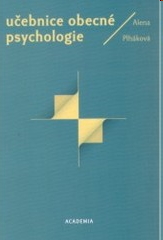 učebnice obecné
psychologie
Alena
Plháková
ACADEMIA